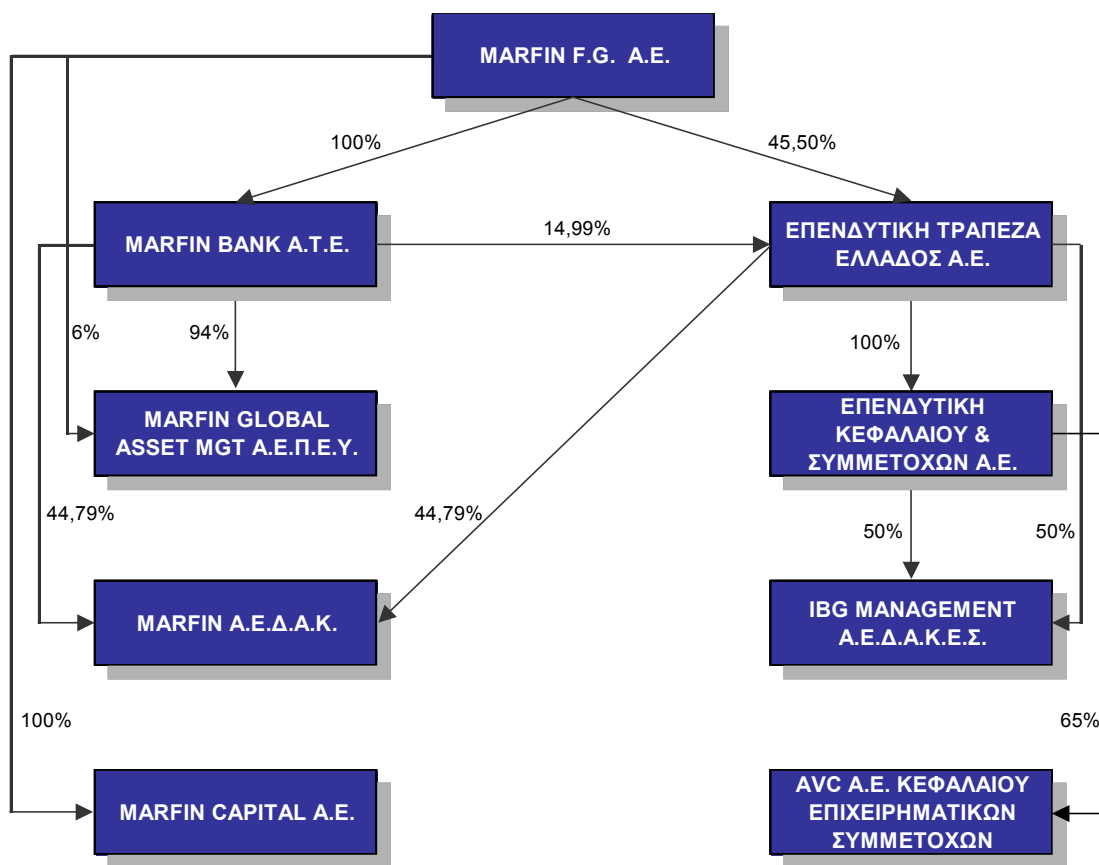 MARFIN F.G. Α.Ε.
100%
45,50%
MARFIN BANK Α.Τ.Ε.
14,99%
ΕΠΕΝΔΥΤΙΚΗ ΤΡΑΠΕΖΑ
ΕΛΛΑΔΟΣ Α.Ε.
6%
94%
100%
MARFIN GLOBAL
ASSET MGT Α.Ε.Π.Ε.Υ.
ΕΠΕΝΔΥΤΙΚΗ
ΚΕΦΑΛΑΙΟΥ &
ΣΥΜΜΕΤΟΧΩΝ Α.Ε.
44,79%
44,79%
50%
50%
MARFIN Α.Ε.Δ.Α.Κ.
IBG MANAGEMENT
Α.Ε.Δ.Α.Κ.Ε.Σ.
100%
65%
MARFIN CAPITAL Α.Ε.
AVC Α.Ε. ΚΕΦΑΛΑΙΟΥ
ΕΠΙΧΕΙΡΗΜΑΤΙΚΩΝ
ΣΥΜΜΕΤΟΧΩΝ